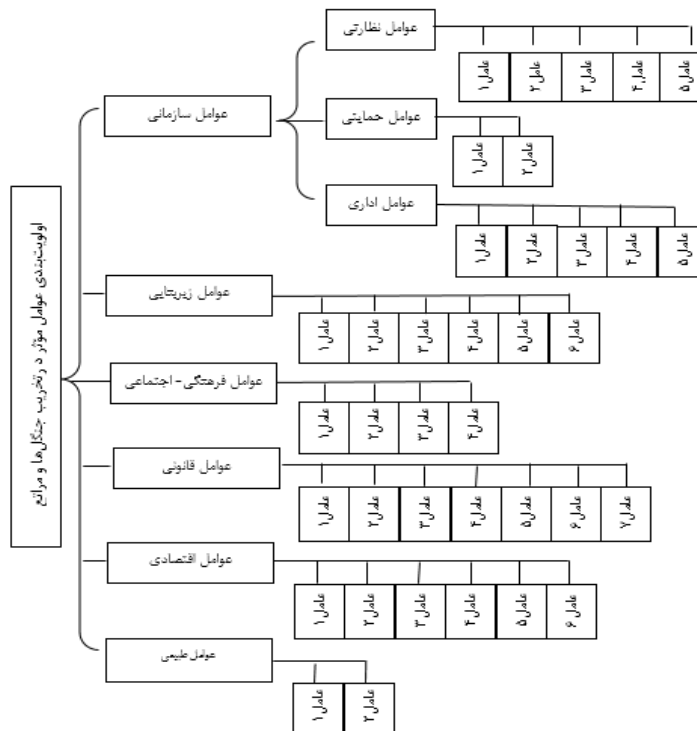 اولویت‌بندی عوامل مؤثر در تخریب جنگل‌ها و مراتع
عوامل سازمانی
عوامل نظارتی
عامل ۱
عامل ۲
عامل ۳
عامل ۴
عامل ۵
عوامل حمایتی
عامل ۱
عامل ۲
عوامل اداری
عامل ۱
عامل ۲
عامل ۳
عامل ۴
عامل ۵
عوامل زیربنایی
عامل ۱
عامل ۲
عامل ۳
عامل ۴
عامل ۵
عامل ۶
عوامل فرهنگی- اجتماعی
عامل ۱
عامل ۲
عامل ۳
عامل ۴
عوامل قانونی
عامل ۱
عامل ۲
عامل ۳
عامل ۴
عامل ۵
عامل ۶
عامل ۷
عوامل اقتصادی
عامل ۱
عامل ۲
عامل ۳
عامل ۴
عامل ۵
عامل ۶
عوامل طبیعی
عامل ۱
عامل ۲